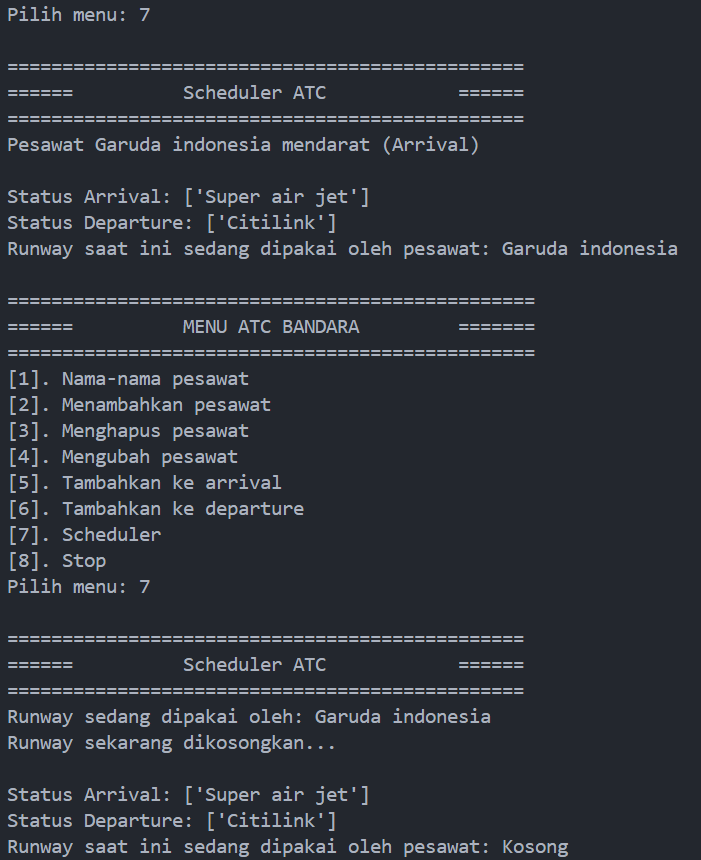 Pilih menu: 7
===============================================
======          Scheduler ATC            ======
===============================================
Pesawat Garuda indonesia mendarat (Arrival)
Status Arrival: ['Super air jet']
Status Departure: ['Citilink']
Runway saat ini sedang dipakai oleh pesawat: Garuda indonesia
================================================
======          MENU ATC BANDARA         =======
================================================
[1]. Nama-nama pesawat
[2]. Menambahkan pesawat
[3]. Menghapus pesawat
[4]. Mengubah pesawat
[5]. Tambahkan ke arrival
[6]. Tambahkan ke departure
[7]. Scheduler
[8]. Stop
Pilih menu: 7
===============================================
======          Scheduler ATC            ======
===============================================
Runway sedang dipakai oleh: Garuda indonesia
Runway sekarang dikosongkan...
Status Arrival: ['Super air jet']
Status Departure: ['Citilink']
Runway saat ini sedang dipakai oleh pesawat: Kosong